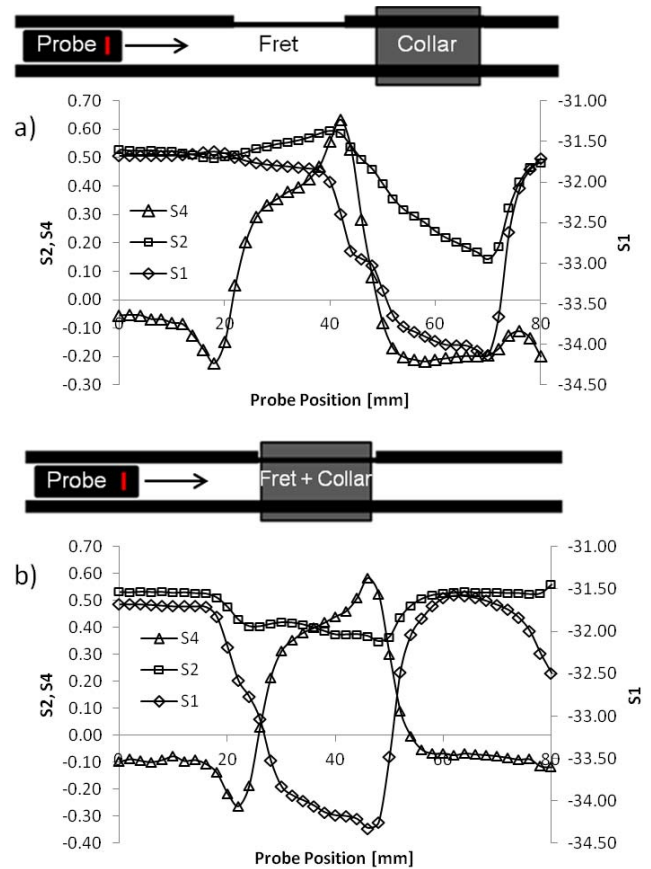 Probe
Fret
Collar
a)
0.70
0.60
0.50
0.40
0.30
0.20
0.10
0.00
-0.10
-0.20
-0.30
S2, S4
S4
S2
S1
0
20
40
60
80
-31.00
-31.50
-32.00
-32.50
-33.00
-33.50
-34.00
-34.50
S1
Probe Position [mm]
Probe
Fret + Collar
b)
0.70
0.60
0.50
0.40
0.30
0.20
0.10
0.00
-0.10
-0.20
-0.30
-0.40
S2, S4
S4
S2
S1
0
20
40
60
80
-31.00
-31.50
-32.00
-32.50
-33.00
-33.50
-34.00
-34.50
S1
Probe Position [mm]